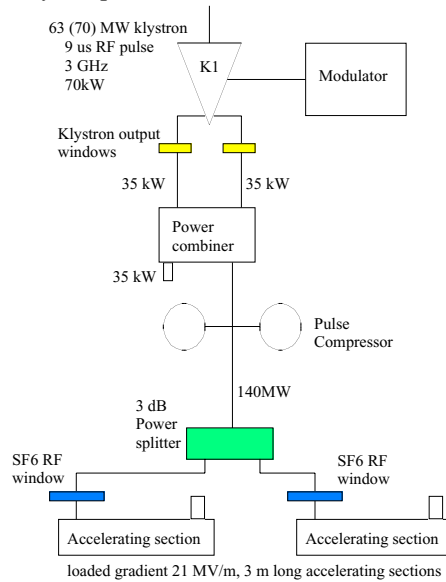 63 (70) MW klystron
9 us RF pulse
3 GHz
70kW
K1
Modulator
Klystron output
windows
35 kW
35 kW
Power
combiner
35 kW
Pulse
Compressor
140MW
3 dB
Power
splitter
SF6 RF
window
SF6 RF
window
Accelerating section
Accelerating section
loaded gradient 21 MV/m, 3 m long accelerating sections